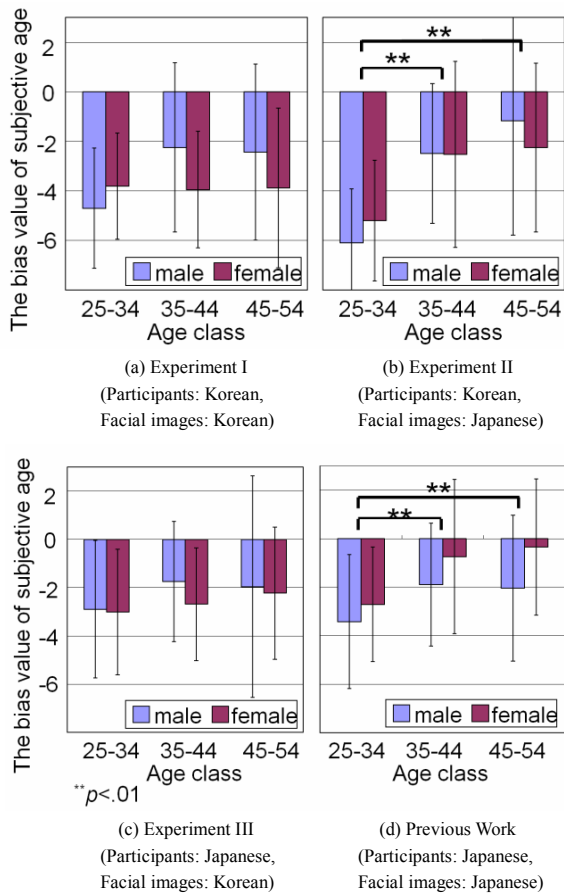 The bias value of subjective age
2
0
-2
-4
-6
male
female
25-34
35-44
45-54
Age class
(a) Experiment I
(Participants: Korean,
Facial images: Korean)
**
**
male
female
25-34
35-44
45-54
Age class
(b) Experiment II
(Participants: Korean,
Facial images: Japanese)
The bias value of subjective age
2
0
-2
-4
-6
male
female
25-34
35-44
45-54
Age class
**p<.01
(c) Experiment III
(Participants: Japanese,
Facial images: Korean)
**
**
male
female
25-34
35-44
45-54
Age class
(d) Previous Work
(Participants: Japanese,
Facial images: Japanese)